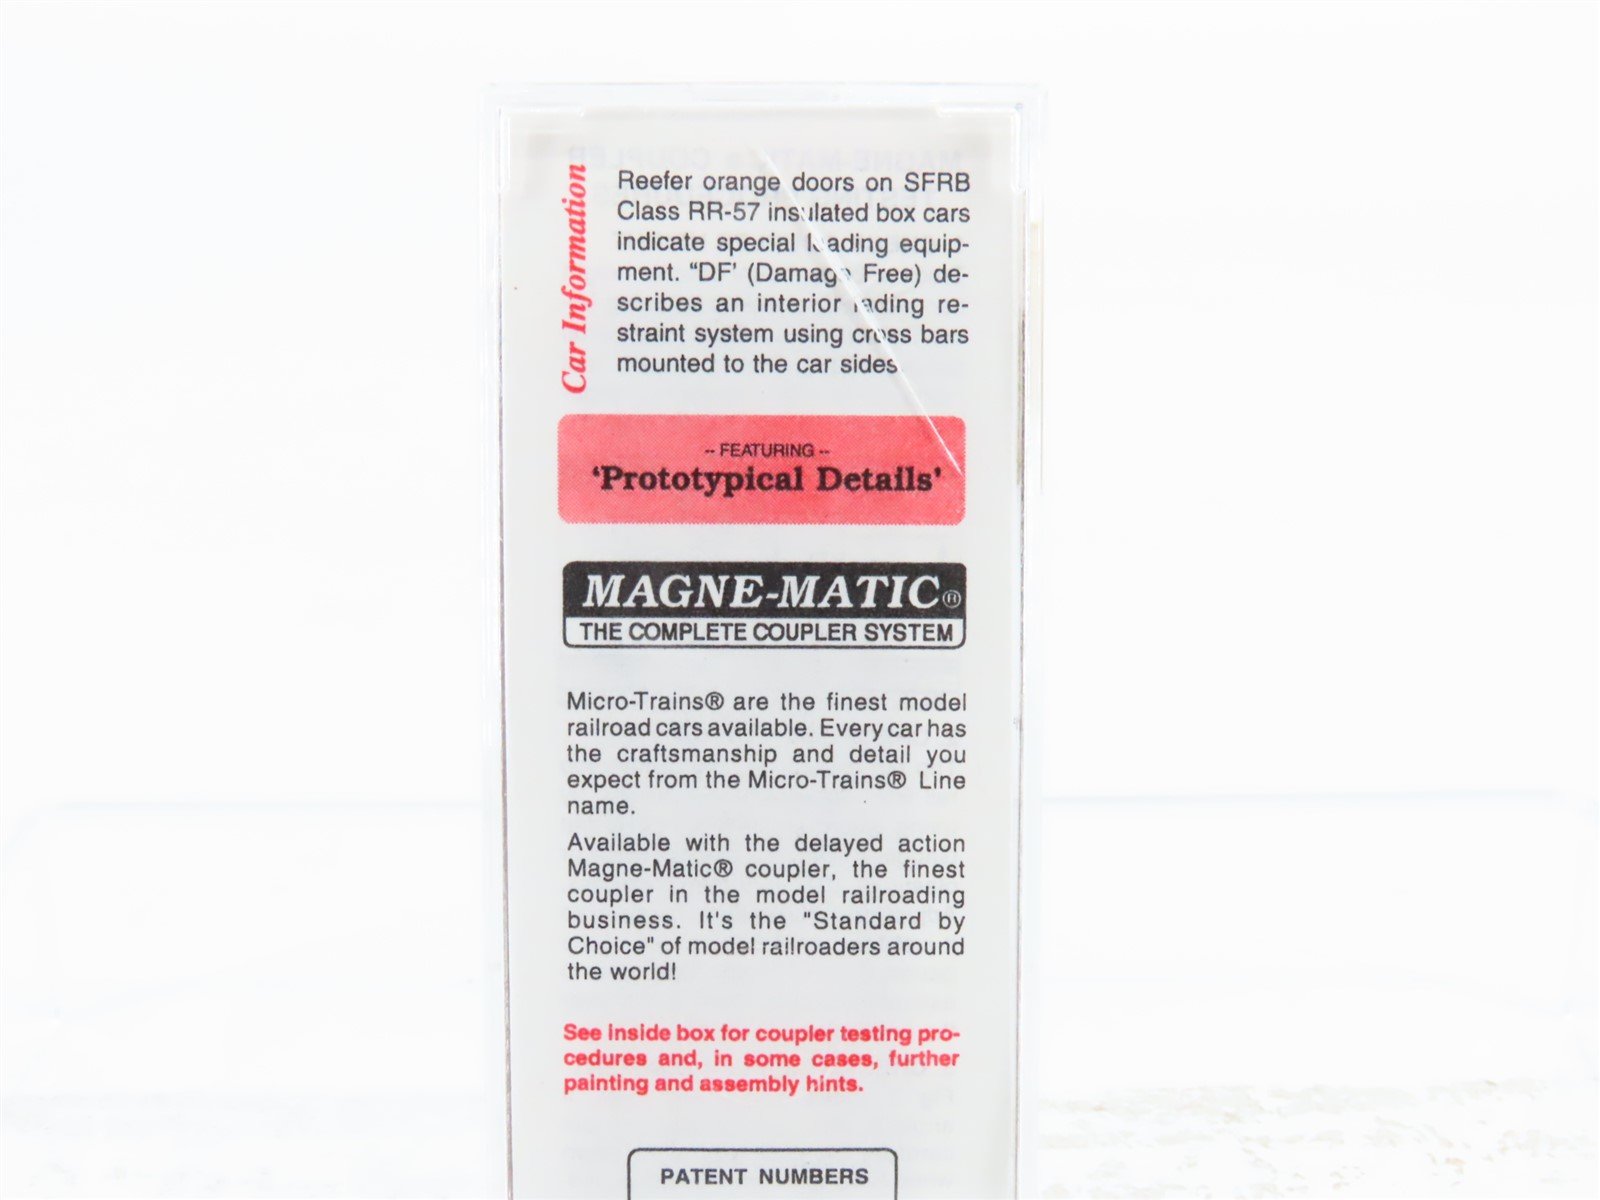 Car Information
Reefer orange doors on SFRB
Class RR-57 insulated box cars
indicate special loading equip-
ment. "DF' (Damage Free) de-
scribes an interior lading re-
straint system using cross bars
mounted to the car sides.
-- FEATURING --
'Prototypical Details'
MAGNE-MATIC®
THE COMPLETE COUPLER SYSTEM
Micro-Trains® are the finest model
railroad cars available. Every car has
the craftsmanship and detail you
expect from the Micro-Trains® Line
name.
Available with the delayed action
Magne-Matic® coupler, the finest
coupler in the model railroading
business. It's the "Standard by
Choice" of model railroaders around
the world!
See inside box for coupler testing pro-
cedures and, in some cases, further
painting and assembly hints.
PATENT NUMBERS